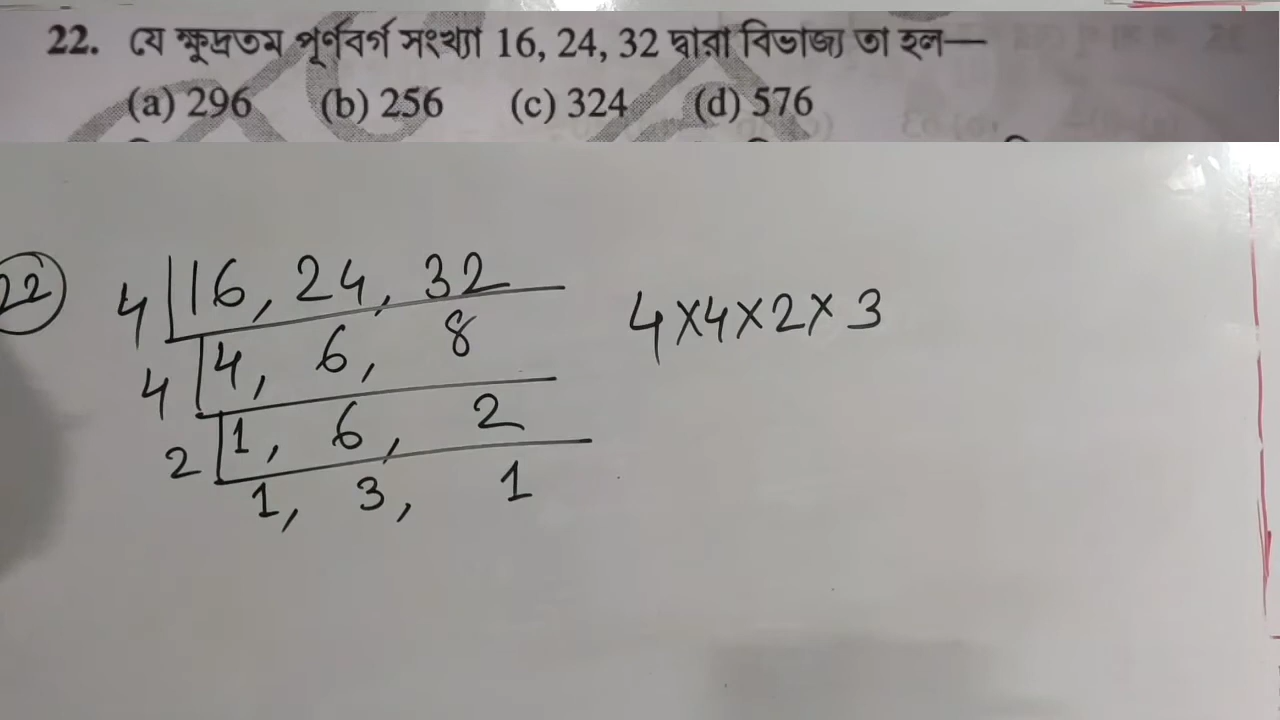 22. যে ক্ষুদ্রতম পূর্ণবর্গ সংখ্যা 16, 24, 32 দ্বারা বিভাজ্য তা হল—
(a) 296 (b) 256 (c) 324 (d) 576
22 4 16, 24, 32
4 4, 6, 8
2 1, 6, 2
1, 3, 1
4×4×2×3